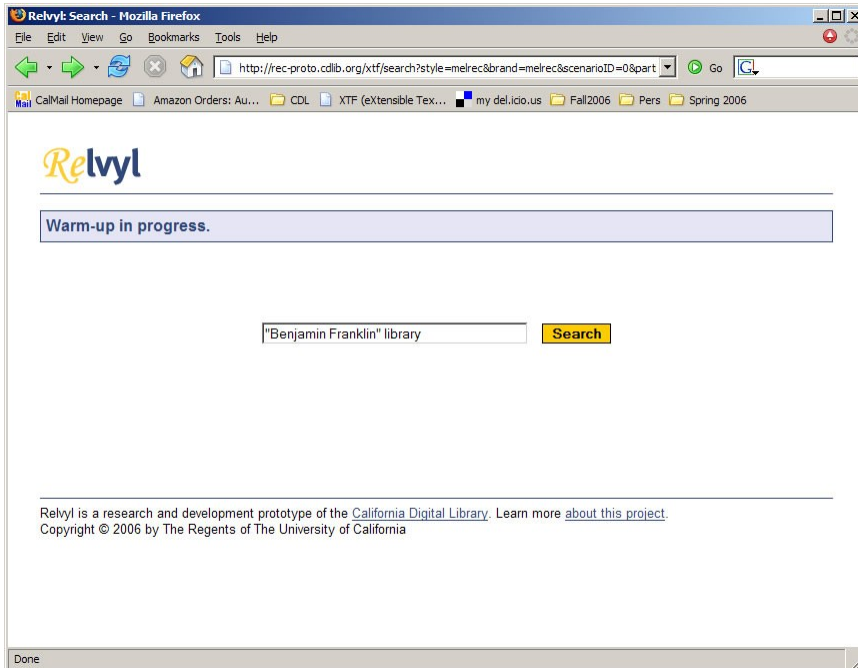 Relvyl: Search - Mozilla Firefox
File Edit View Go Bookmarks Tools Help
http://rec-proto.cdlib.org/xtf/search?style=melrec&brand=melrec&scenarioID=0&part Go G
Mail CalMail Homepage Amazon Orders: Au... CDL XTF (eXtensible Tex... my del.icio.us Fall2006 Pers Spring 2006
Relvyl
Warm-up in progress.
"Benjamin Franklin" library Search
Relvyl is a research and development prototype of the California Digital Library. Learn more about this project.
Copyright © 2006 by The Regents of The University of California
Done